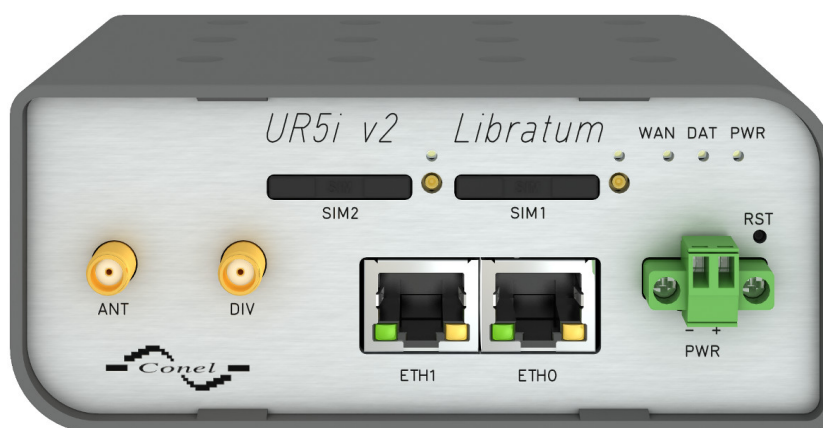 UR5i v2 Libratum
WAN DAT PWR
SIM2 SIM1
RST
ANT DIV
- +
PWR
Conel
ETH1 ETH0